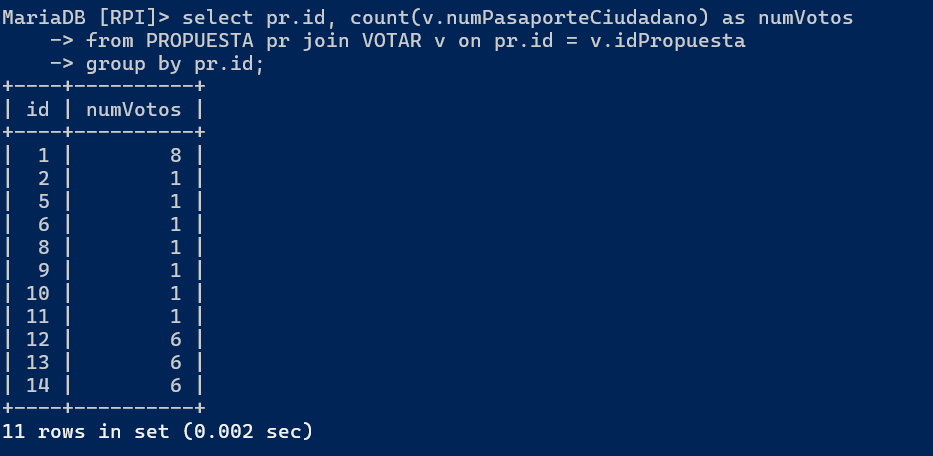 MariaDB [RPI]> select pr.id, count(v.numPasaporteCiudadano) as numVotos
    -> from PROPUESTA pr join VOTAR v on pr.id = v.idPropuesta
    -> group by pr.id;
+----+----------+
| id | numVotos |
+----+----------+
|  1 |        8 |
|  2 |        1 |
|  5 |        1 |
|  6 |        1 |
|  8 |        1 |
|  9 |        1 |
| 10 |        1 |
| 11 |        1 |
| 12 |        6 |
| 13 |        6 |
| 14 |        6 |
+----+----------+
11 rows in set (0.002 sec)